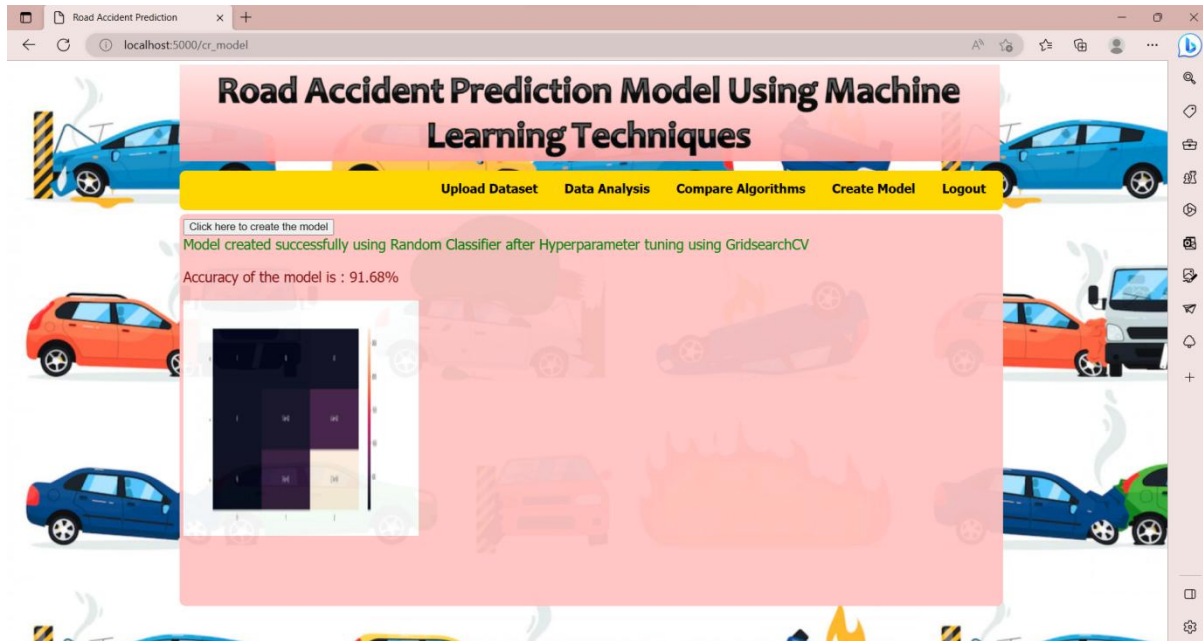 Road Accident Prediction
localhost:5000/cr_model
Road Accident Prediction Model Using Machine
Learning Techniques
Upload Dataset Data Analysis Compare Algorithms Create Model Logout
Click here to create the model
Model created successfully using Random Classifier after Hyperparameter tuning using GridsearchCV
Accuracy of the model is : 91.68%